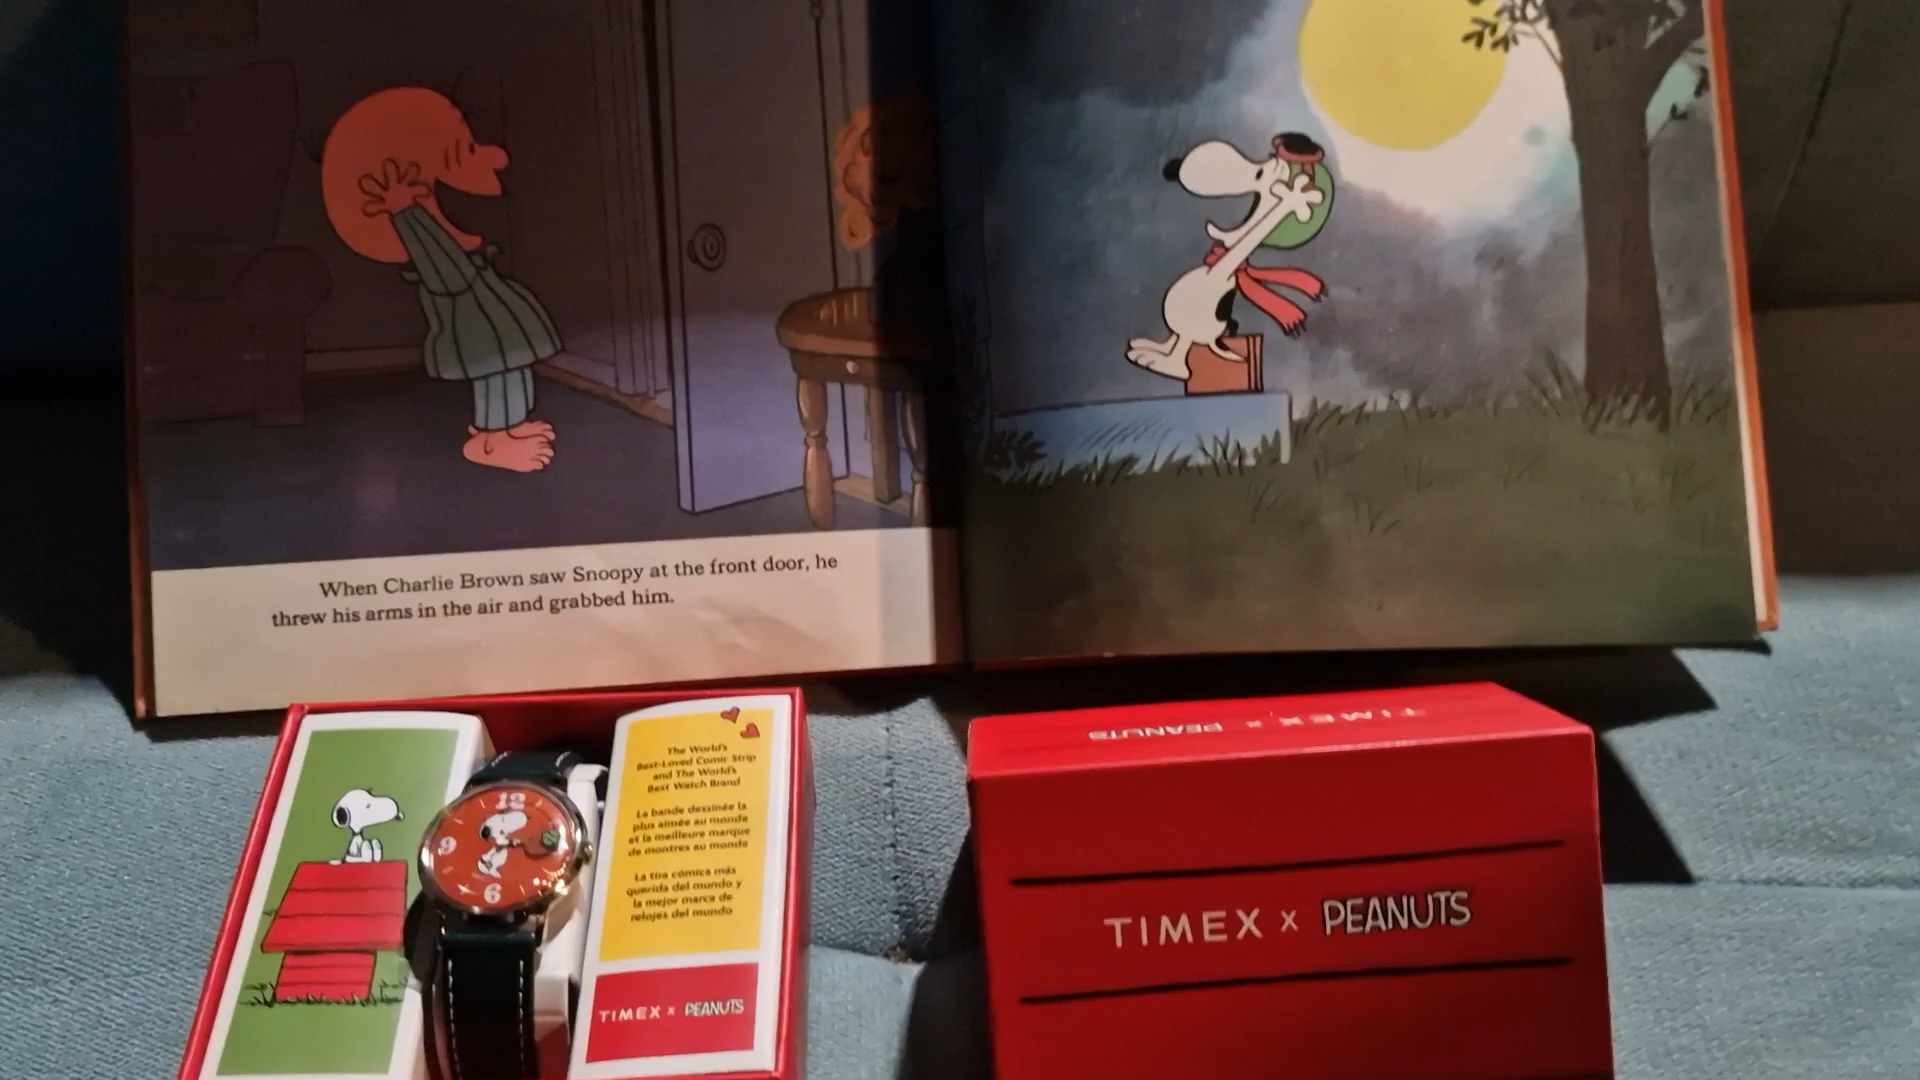 When Charlie Brown saw Snoopy at the front door, he
threw his arms in the air and grabbed him.
TIMEX x PEANUTS
12
9
6
The World's
Best-Loved Comic Strip
and The World's
Best Watch Brand
La bande dessinée la
plus aimée au monde
et la meilleure marque
de montres au monde
La tira cómica más
querida del mundo y
la mejor marca de
relojes del mundo
TIMEX x PEANUTS
TIMEX x PEANUTS